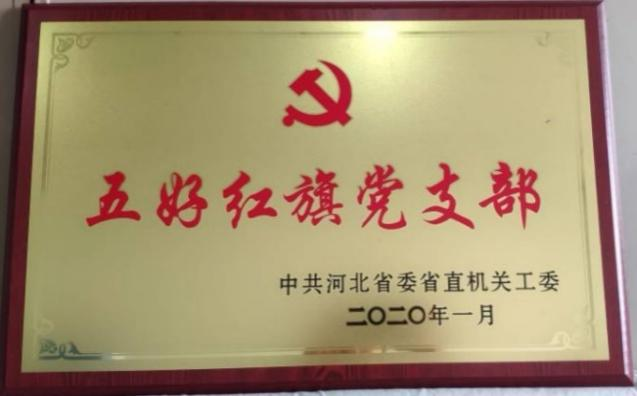 五好红旗党支部
中共河北省委省直机关工委
二〇二〇年一月